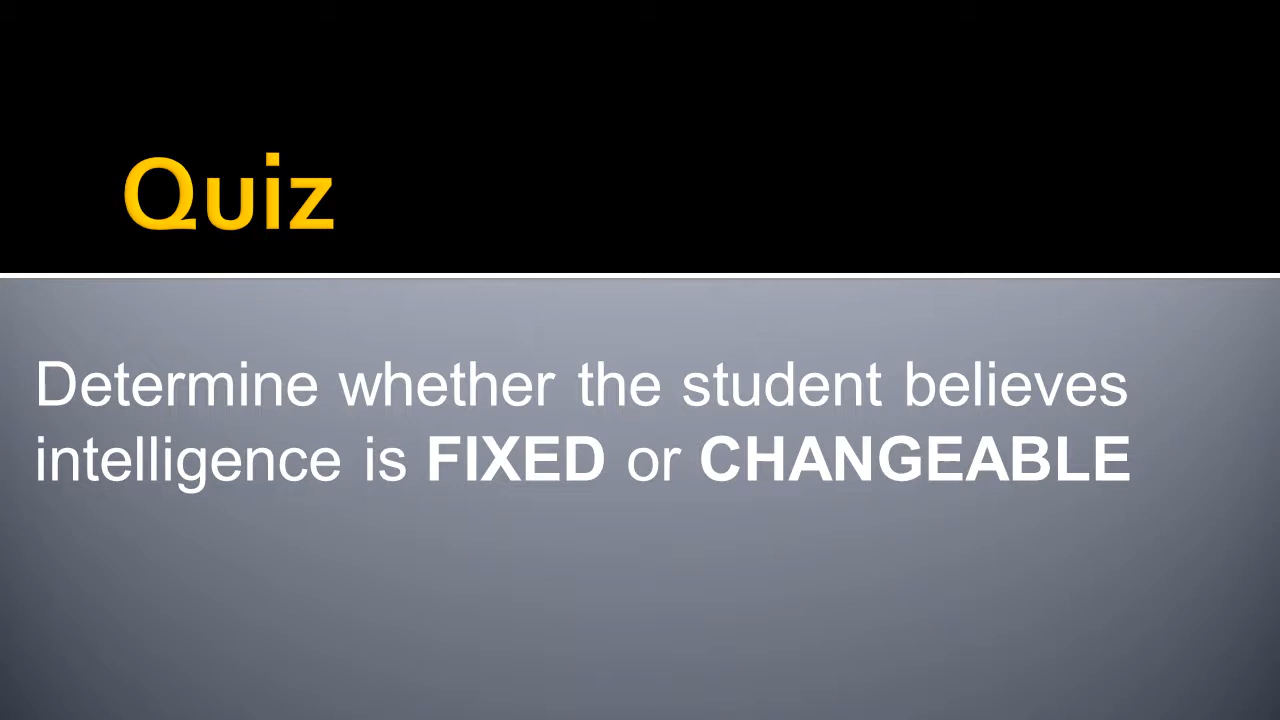 Quiz
Determine whether the student believes
intelligence is FIXED or CHANGEABLE